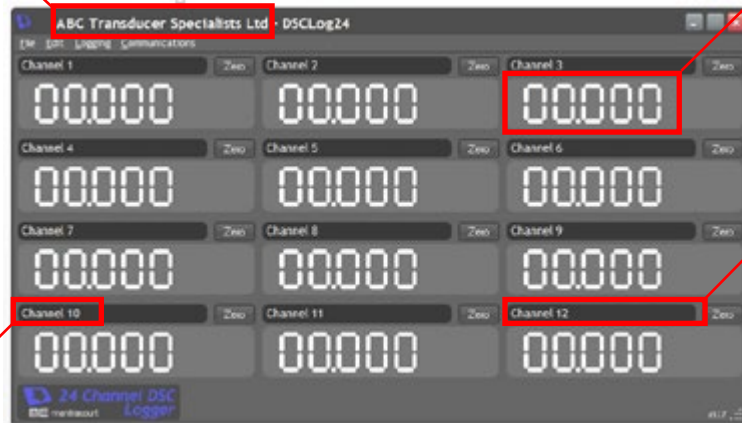 ABC Transducer Specialists Ltd - DSCLog24
File Edit Logging Communications
Channel 1 Zero Channel 2 Zero Channel 3 Zero
00.000 00.000 00.000
Channel 4 Zero Channel 5 Zero Channel 6 Zero
00.000 00.000 00.000
Channel 7 Zero Channel 8 Zero Channel 9 Zero
00.000 00.000 00.000
Channel 10 Zero Channel 11 Zero Channel 12 Zero
00.000 00.000 00.000
24 Channel DSC
mantracourt Logger